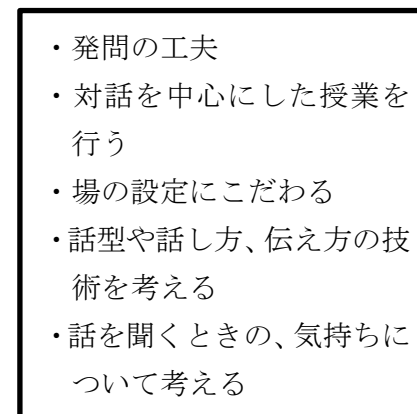 ・発問の工夫
・対話を中心にした授業を
行う
・場の設定にこだわる
・話型や話し方、伝え方の技
術を考える
・話を聞くときの、気持ちに
ついて考える